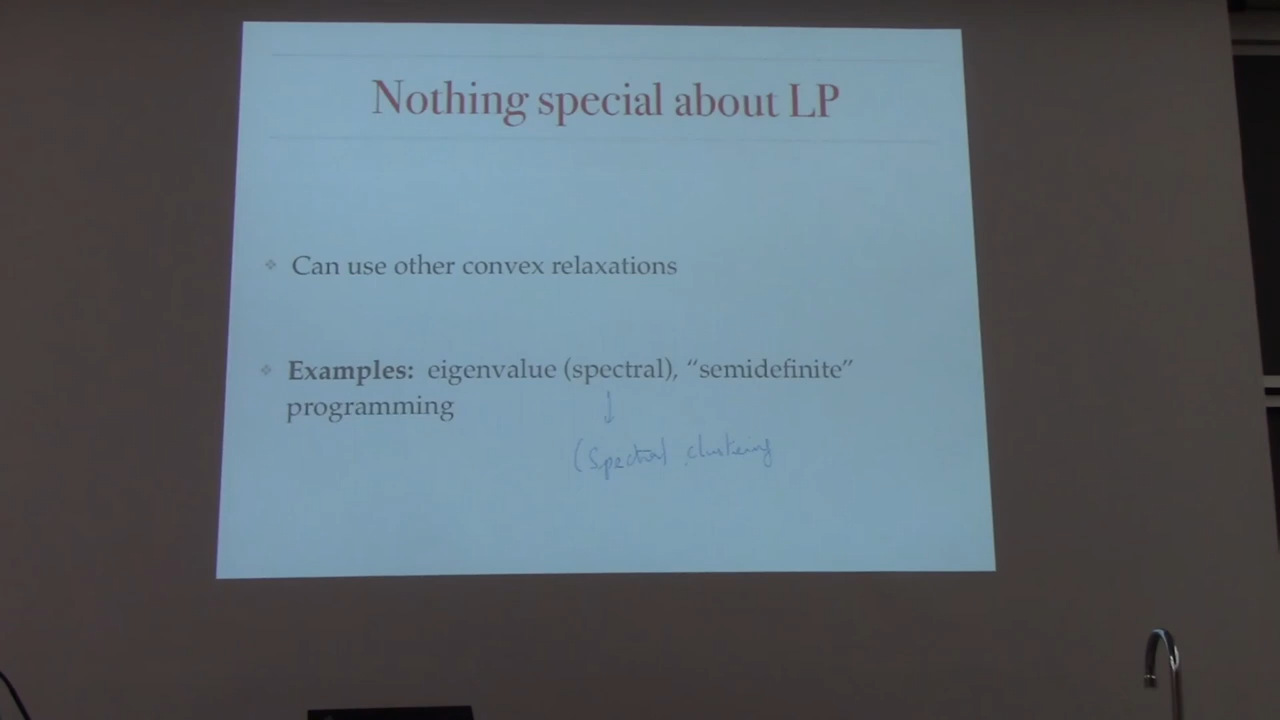 Nothing special about LP
Can use other convex relaxations
Examples: eigenvalue (spectral), “semidefinite”
programming
(Spectral clustering